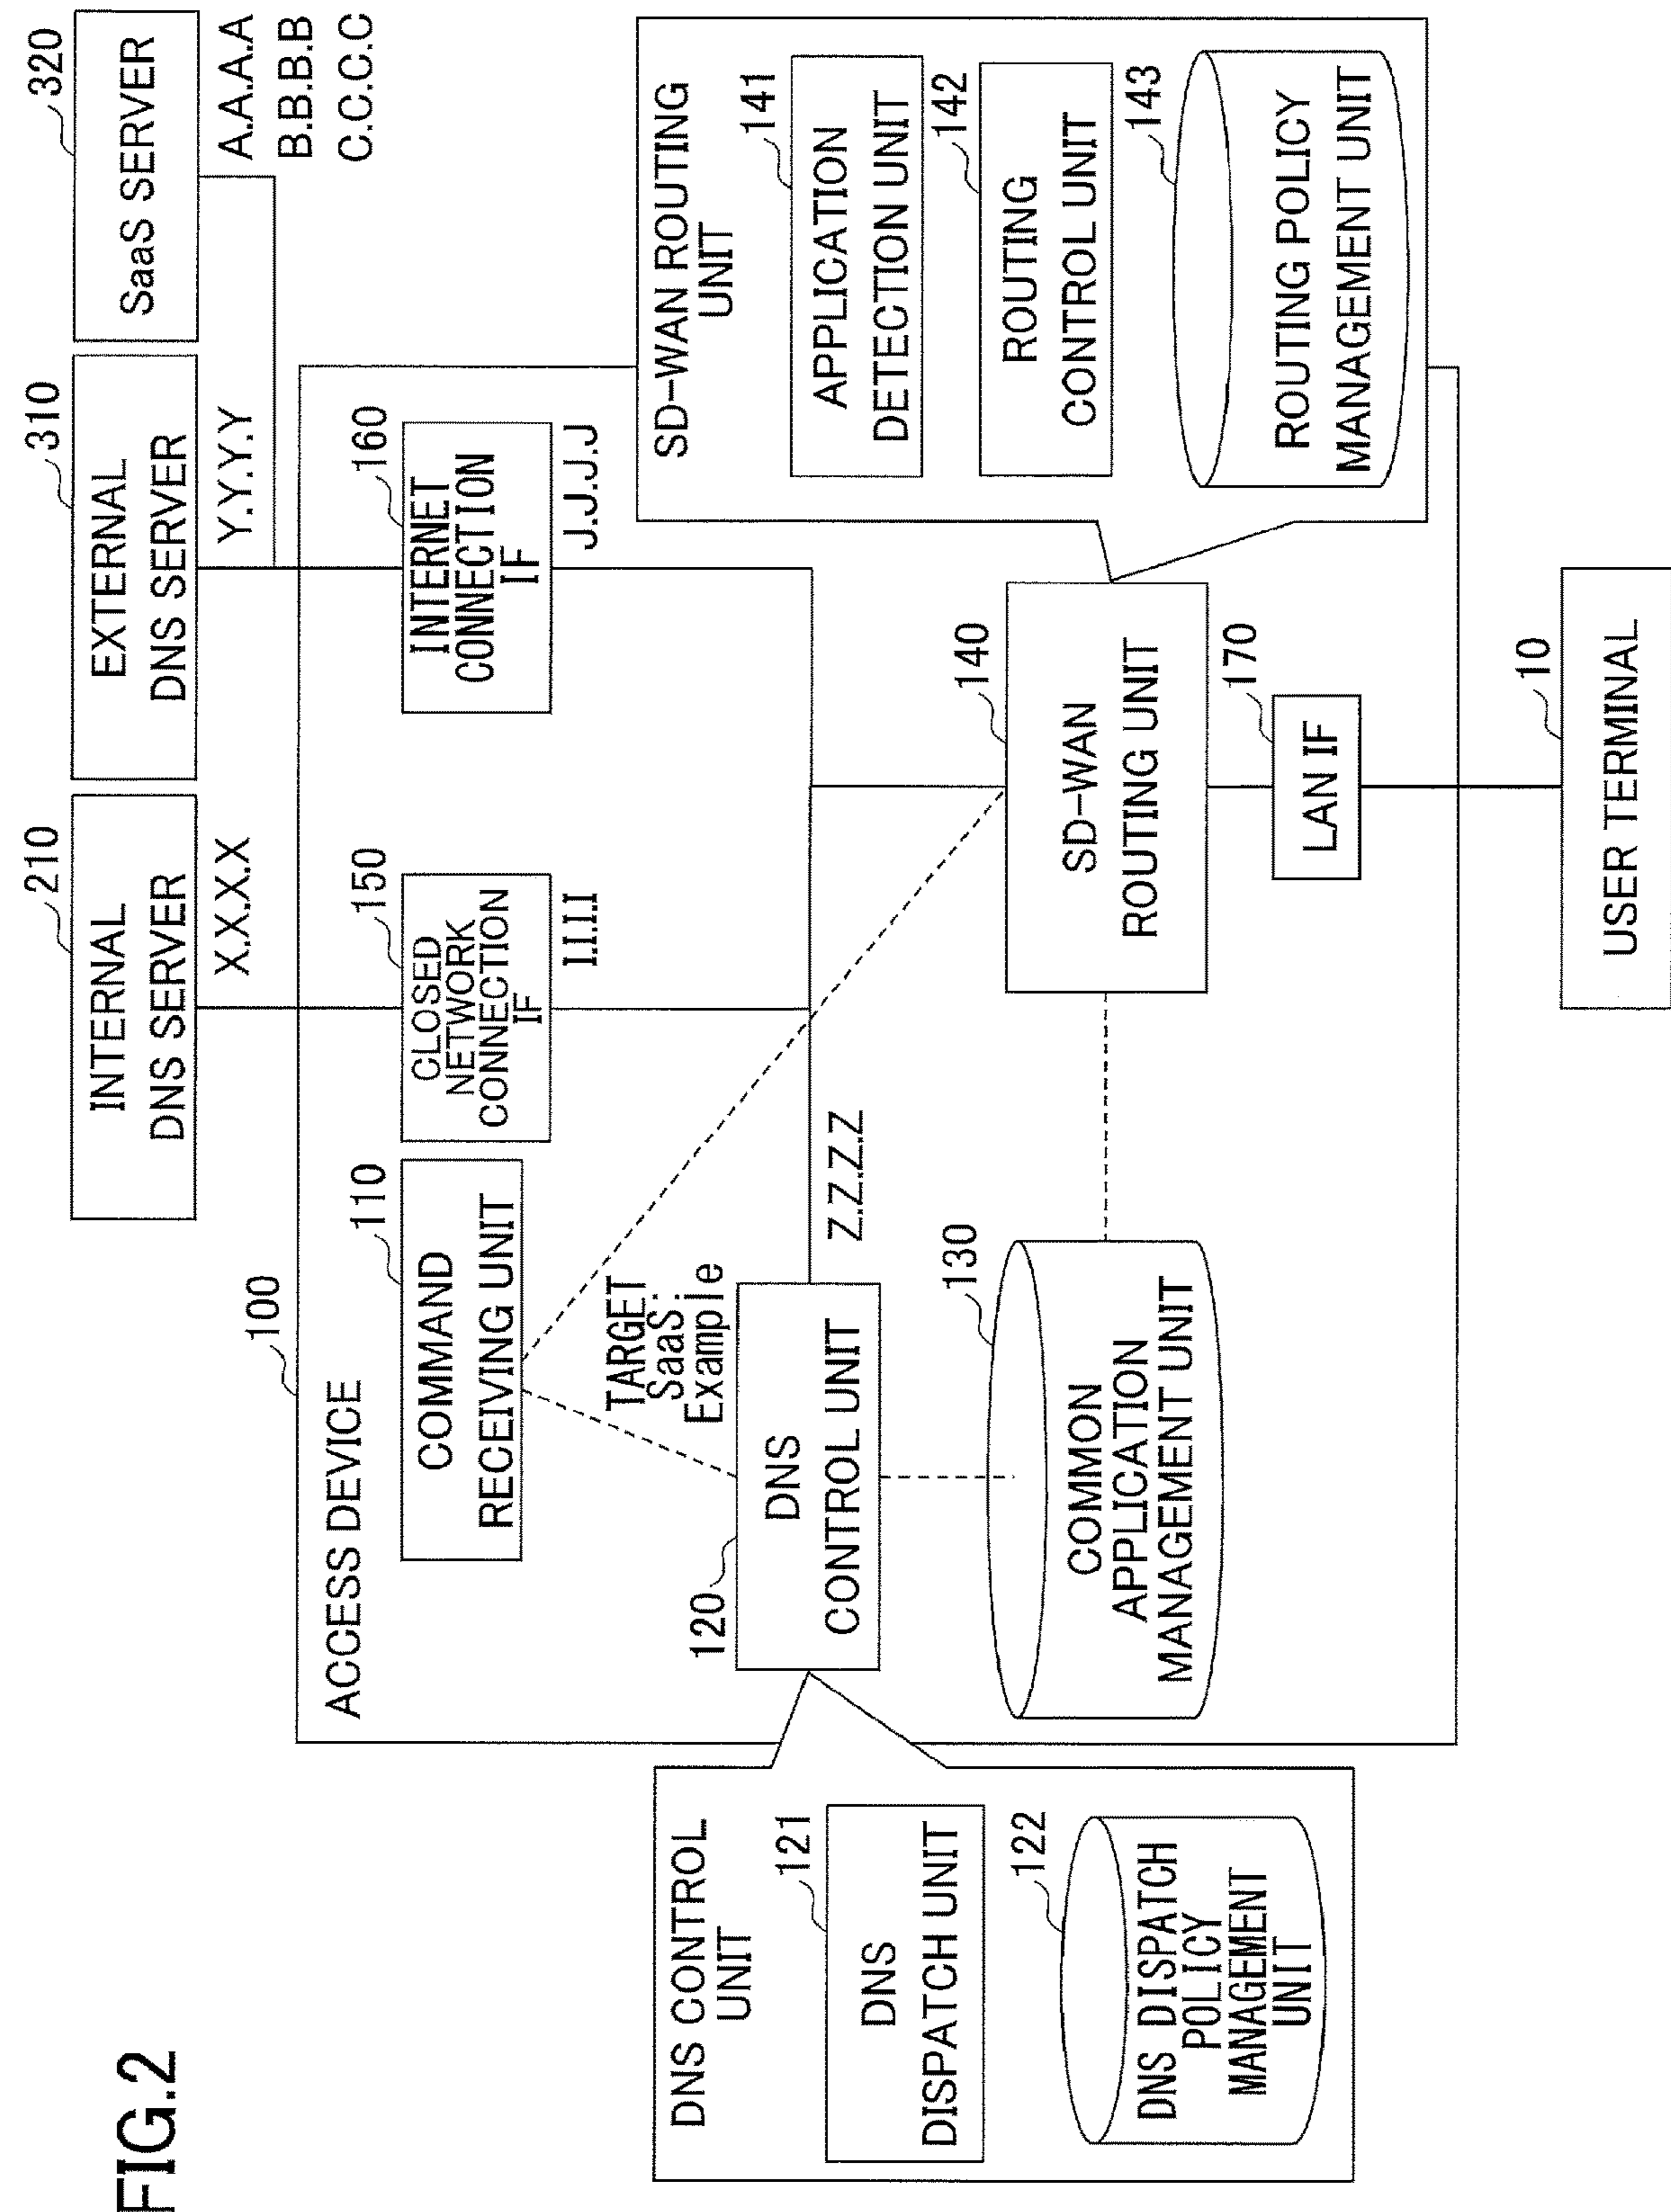 FIG.2
INTERNAL
DNS SERVER
210
X.X.X.X
EXTERNAL
DNS SERVER
310
Y.Y.Y.Y
SaaS SERVER
320
A.A.A.A
B.B.B.B
C.C.C.C
100
ACCESS DEVICE
COMMAND
RECEIVING UNIT
110
CLOSED
NETWORK
CONNECTION
IF
150
I.I.I.I
INTERNET
CONNECTION
IF
160
J.J.J.J
TARGET
SaaS:
Example
DNS CONTROL
UNIT
DNS
DISPATCH UNIT
121
DNS DISPATCH
POLICY
MANAGEMENT
UNIT
122
120
DNS
CONTROL UNIT
Z.Z.Z.Z
SD-WAN ROUTING
UNIT
APPLICATION
DETECTION UNIT
141
ROUTING
CONTROL UNIT
142
ROUTING POLICY
MANAGEMENT UNIT
143
COMMON
APPLICATION
MANAGEMENT UNIT
130
SD-WAN
ROUTING UNIT
140
LAN IF
170
USER TERMINAL
10